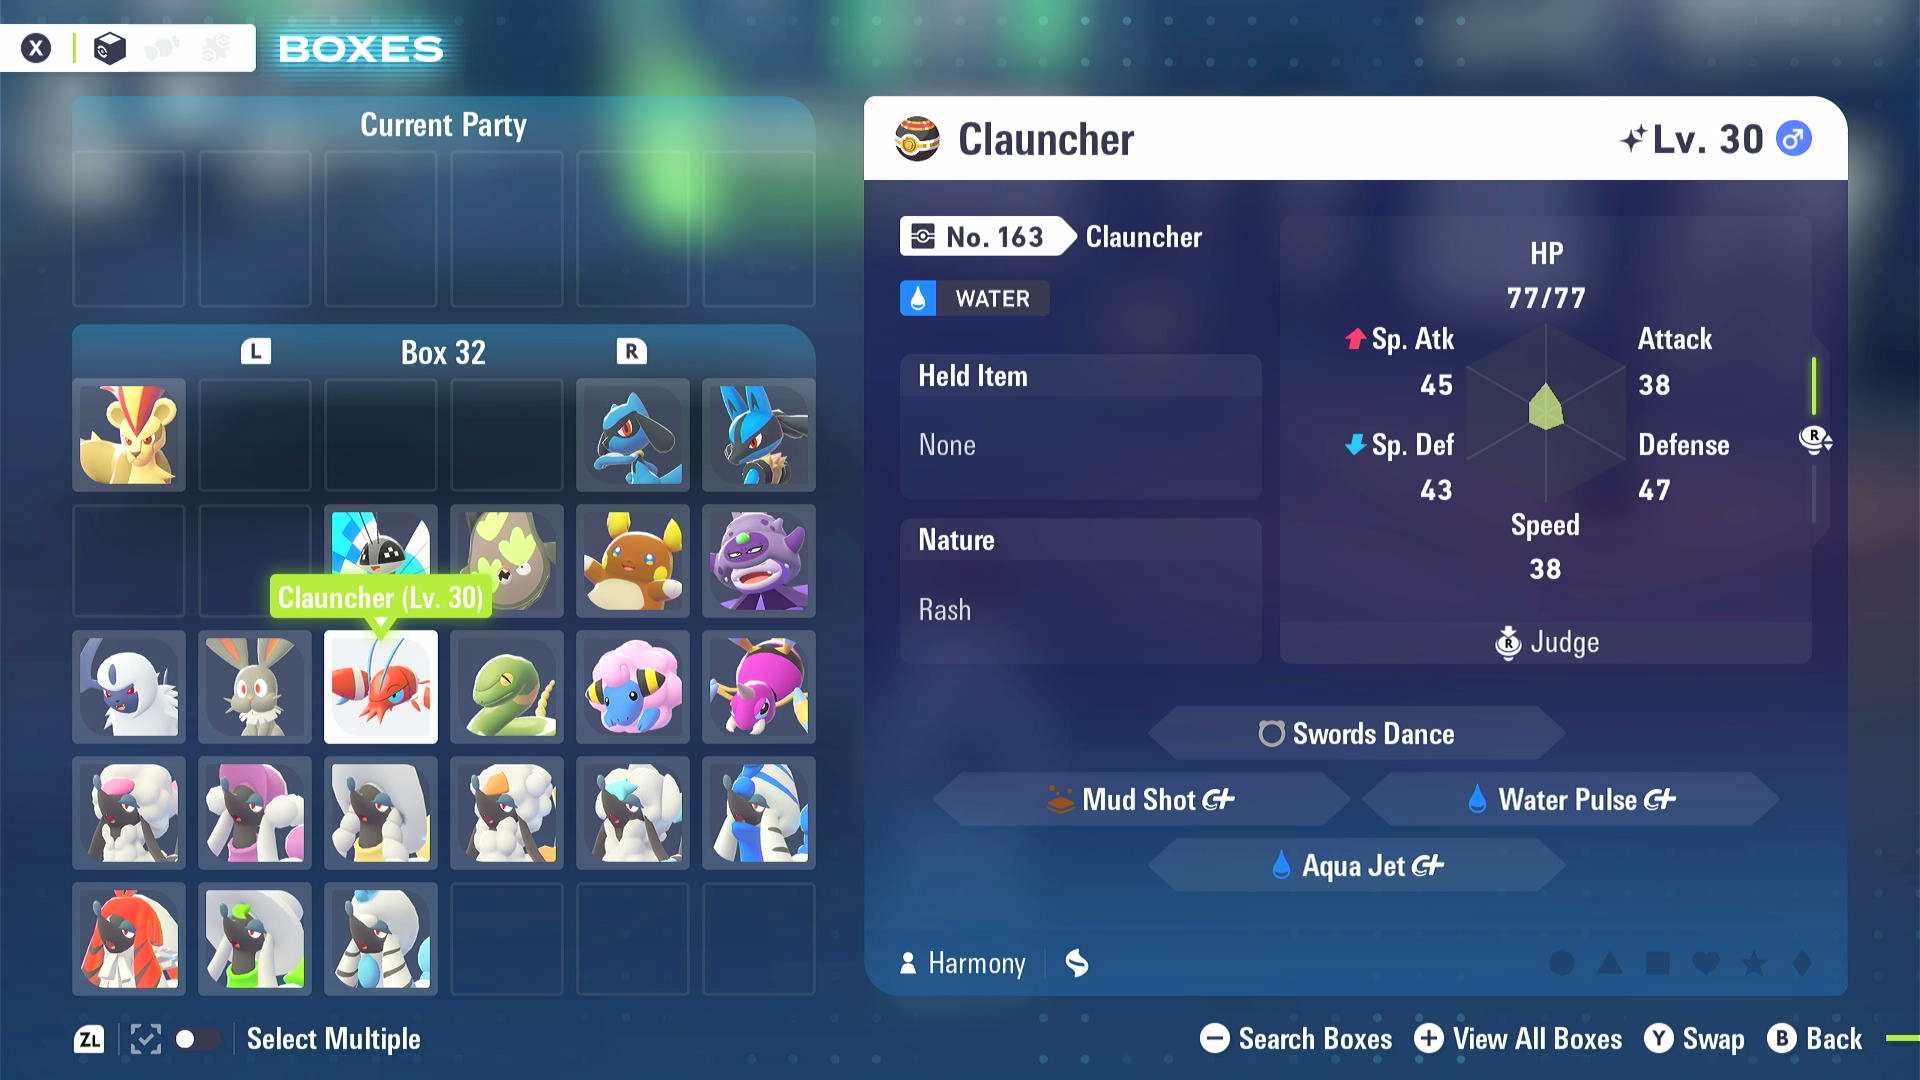 X
BOXES
Current Party
L
Box 32
R
Clauncher (Lv. 30)
ZL
Select Multiple
Clauncher
Lv. 30
No. 163
Clauncher
WATER
Held Item
None
Nature
Rash
HP
77/77
Sp. Atk
45
Attack
38
Sp. Def
43
Defense
47
Speed
38
R
R
Judge
Swords Dance
Mud Shot
Water Pulse
Aqua Jet
Harmony
Search Boxes
View All Boxes
Y
Swap
B
Back